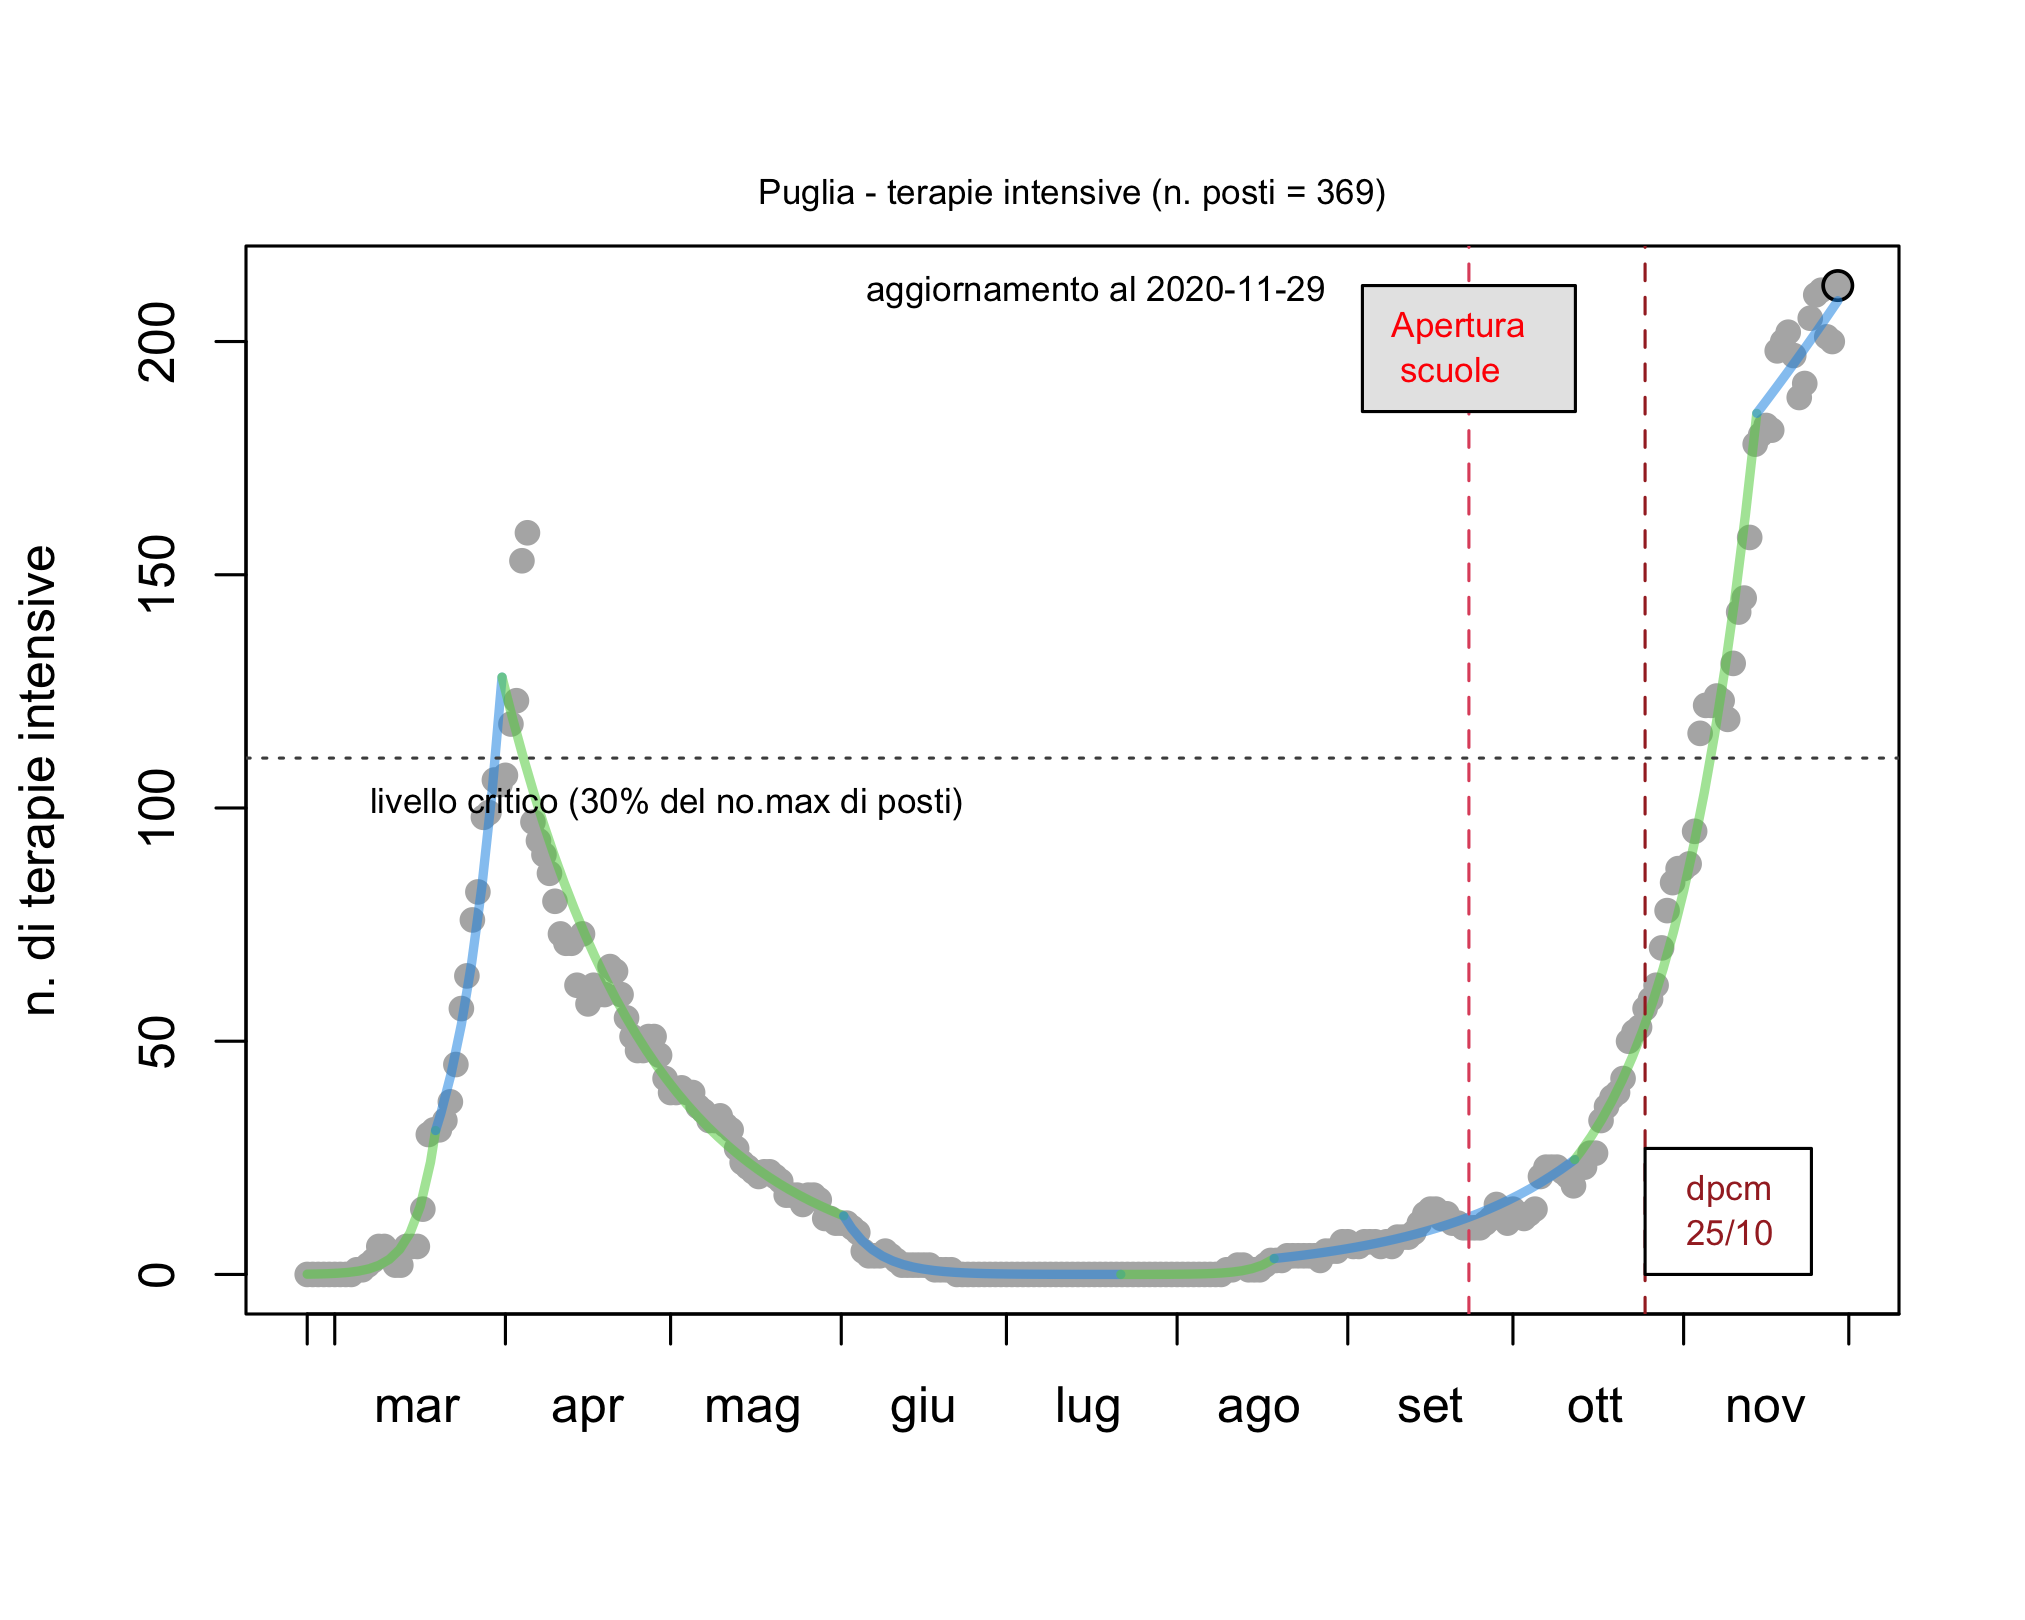 Puglia - terapie intensive (n. posti = 369)
aggiornamento al 2020-11-29
Apertura
scuole
n. di terapie intensive
200
150
100
50
0
livello critico (30% del no.max di posti)
dpcm
25/10
mar apr mag giu lug ago set ott nov